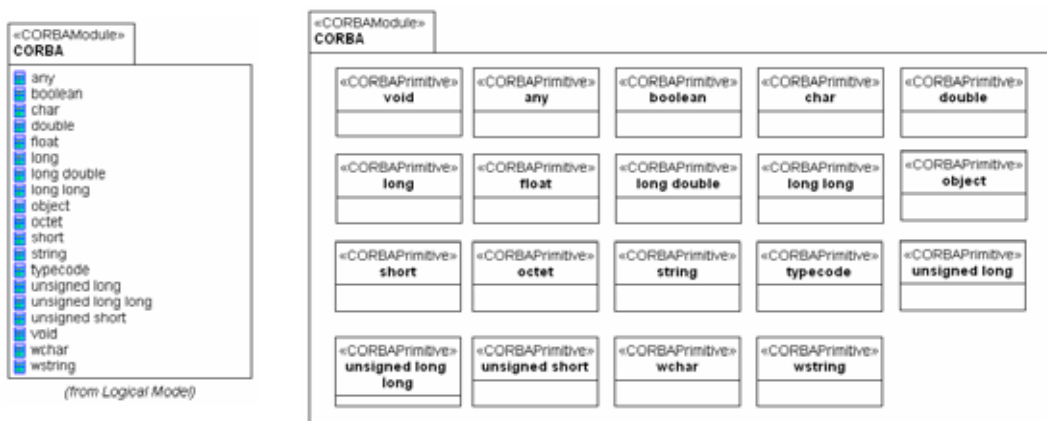 «CORBAModule»
CORBA
any
boolean
char
double
float
long
long double
long long
object
octet
short
string
typecode
unsigned long
unsigned long long
unsigned short
void
wchar
wstring
(from Logical Model)
«CORBAModule»
CORBA
«CORBAPrimitive» «CORBAPrimitive» «CORBAPrimitive» «CORBAPrimitive» «CORBAPrimitive»
void any boolean char double
«CORBAPrimitive» «CORBAPrimitive» «CORBAPrimitive» «CORBAPrimitive» «CORBAPrimitive»
long float long double long long object
«CORBAPrimitive» «CORBAPrimitive» «CORBAPrimitive» «CORBAPrimitive» «CORBAPrimitive»
short octet string typecode unsigned long
«CORBAPrimitive» «CORBAPrimitive» «CORBAPrimitive» «CORBAPrimitive»
unsigned long unsigned short wchar wstring
long